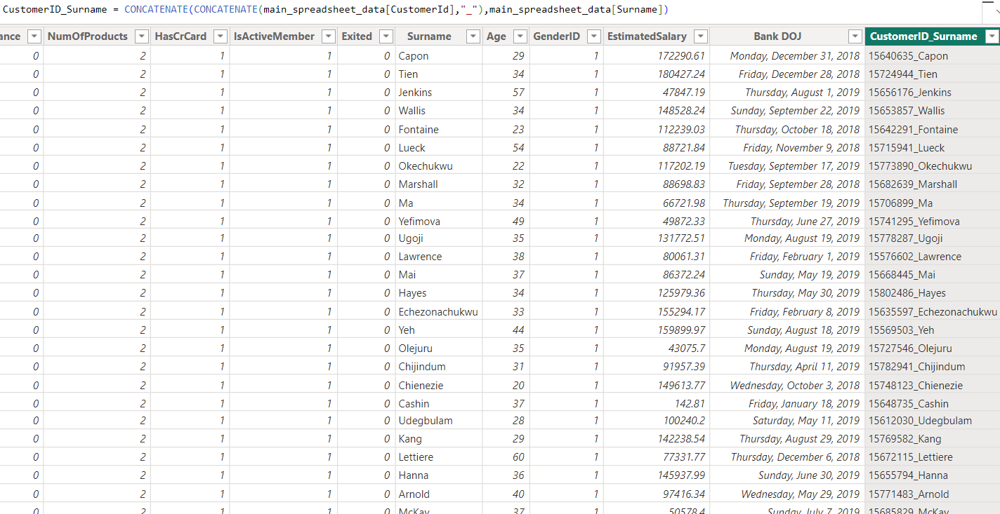 CustomerID_Surname = CONCATENATE(CONCATENATE(main_spreadsheet_data[CustomerId],"_"),main_spreadsheet_data[Surname])
ance NumOfProducts HasCrCard IsActiveMember Exited Surname Age GenderID EstimatedSalary Bank DOJ CustomerID_Surname
0 2 1 1 0 Capon 29 1 172290.61 Monday, December 31, 2018 15640635_Capon
0 2 1 1 0 Tien 34 1 180427.24 Friday, December 28, 2018 15724944_Tien
0 2 1 1 0 Jenkins 57 1 47847.19 Thursday, August 1, 2019 15656176_Jenkins
0 2 1 1 0 Wallis 34 1 148528.24 Sunday, September 22, 2019 15653857_Wallis
0 2 1 1 0 Fontaine 23 1 112239.03 Thursday, October 18, 2018 15642291_Fontaine
0 2 1 1 0 Lueck 54 1 88721.84 Friday, November 9, 2018 15715941_Lueck
0 2 1 1 0 Okechukwu 22 1 117202.19 Tuesday, September 17, 2019 15773890_Okechukwu
0 2 1 1 0 Marshall 32 1 88698.83 Friday, September 28, 2018 15682639_Marshall
0 2 1 1 0 Ma 34 1 66721.98 Thursday, September 19, 2019 15706899_Ma
0 2 1 1 0 Yefimova 49 1 49872.33 Thursday, June 27, 2019 15741295_Yefimova
0 2 1 1 0 Ugoji 35 1 131772.51 Monday, August 19, 2019 15778287_Ugoji
0 2 1 1 0 Lawrence 38 1 80061.31 Friday, February 1, 2019 15576602_Lawrence
0 2 1 1 0 Mai 37 1 86372.24 Sunday, May 19, 2019 15668445_Mai
0 2 1 1 0 Hayes 34 1 125979.36 Thursday, May 30, 2019 15802486_Hayes
0 2 1 1 0 Echezonachukwu 33 1 155294.17 Friday, February 8, 2019 15635597_Echezonachukwu
0 2 1 1 0 Yeh 44 1 159899.97 Sunday, August 18, 2019 15569503_Yeh
0 2 1 1 0 Olejuru 35 1 43075.7 Monday, August 19, 2019 15727546_Olejuru
0 2 1 1 0 Chijindum 31 1 91957.39 Thursday, April 11, 2019 15782941_Chijindum
0 2 1 1 0 Chienezie 20 1 149613.77 Wednesday, October 3, 2018 15748123_Chienezie
0 2 1 1 0 Cashin 37 1 142.81 Friday, January 18, 2019 15648735_Cashin
0 2 1 1 0 Udegbulam 28 1 100240.2 Saturday, May 11, 2019 15612030_Udegbulam
0 2 1 1 0 Kang 29 1 142238.54 Thursday, August 29, 2019 15769582_Kang
0 2 1 1 0 Lettiere 60 1 77331.77 Thursday, December 6, 2018 15672115_Lettiere
0 2 1 1 0 Hanna 36 1 145937.99 Sunday, June 30, 2019 15655794_Hanna
0 2 1 1 0 Arnold 40 1 97416.34 Wednesday, May 29, 2019 15771483_Arnold
0 2 1 1 0 McKay 37 1 50578.4 Sunday, July 7, 2019 15685829_McKay